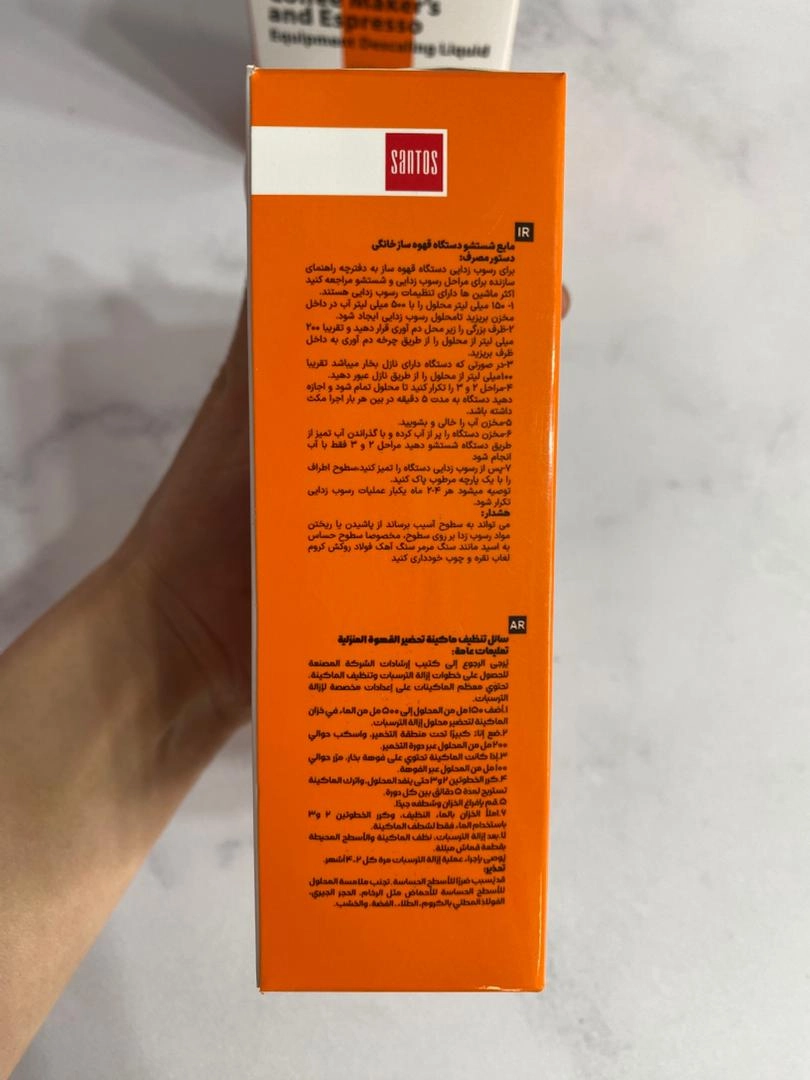 Coffee Maker's
and Espresso
Equipment Descaling Liquid
SANTOS
IR
مایع شستشو دستگاه قهوه ساز خانگی
دستور مصرف:
برای رسوب زدایی دستگاه قهوه ساز به دفترچه راهنمای
سازنده برای مراحل رسوب زدایی و شستشو مراجعه کنید
اکثر ماشین ها دارای تنظیمات رسوب زدایی هستند.
۱- ۱۵۰ میلی لیتر محلول را با ۵۰۰ میلی لیتر آب در داخل
مخزن بریزید تامحلول رسوب زدایی ایجاد شود.
۲-ظرف بزرگی را زیر محل دم آوری قرار دهید و تقریبا ۲۰۰
میلی لیتر از محلول را از طریق چرخه دم آوری به داخل
ظرف بریزید.
۳-در صورتی که دستگاه دارای نازل بخار میباشد تقریبا
۱۰۰میلی لیتر از محلول را از طریق نازل عبور دهید.
۴-مراحل ۲ و ۳ را تکرار کنید تا محلول تمام شود و اجازه
دهید دستگاه به مدت ۵ دقیقه در بین هر بار اجرا مکث
داشته باشد.
۵-مخزن آب را خالی و بشویید.
۶-مخزن دستگاه را پر از آب کرده و با گذراندن آب تمیز از
طریق دستگاه شستشو دهید مراحل ۲ و ۳ فقط با آب
انجام شود
۷-پس از رسوب زدایی دستگاه را تمیز کنید،سطوح اطراف
را با یک پارچه مرطوب پاک کنید.
توصیه میشود هر ۴-۲ ماه یکبار عملیات رسوب زدایی
تکرار شود.
هشدار:
می تواند به سطوح آسیب برساند از پاشیدن یا ریختن
مواد رسوب زدا بر روی سطوح، مخصوصا سطوح حساس
به اسید مانند سنگ مرمر سنگ آهک فولاد روکش کروم
لعاب نقره و چوب خودداری کنید
AR
سائل تنظيف ماكينة تحضير القهوة المنزلية
تعليمات عامة:
يُرجى الرجوع إلى كتيب إرشادات الشركة المصنعة
للحصول على خطوات إزالة الترسبات وتنظيف الماكينة.
تحتوي معظم الماكينات على إعدادات مخصصة لإزالة
الترسبات.
۱.أضف ۱۵۰مل من المحلول إلى ۵۰۰ مل من الماء في خزان
الماكينة لتحضير محلول إزالة الترسبات.
۲.ضع إناءً كبيرًا تحت منطقة التخمير، واسكب حوالي
۲۰۰مل من المحلول عبر دورة التخمير.
۳.إذا كانت الماكينة تحتوي على فوهة بخار، مرّر حوالي
۱۰۰مل من المحلول عبر الفوهة.
۴.كرر الخطوتين ۲و۳ حتى ينفد المحلول، واترك الماكينة
تستريح لمدة ۵ دقائق بين كل دورة.
۵.قم بإفراغ الخزان وشطفه جيدًا.
۶.املأ الخزان بالماء النظيف، وكرر الخطوتين ۲ و۳
باستخدام الماء فقط لشطف الماكينة.
۷.بعد إزالة الترسبات، نظف الماكينة والأسطح المحيطة
بقطعة قماش مبللة.
يُوصى بإجراء عملية إزالة الترسبات مرة كل ۲-۴ أشهر.
تحذير:
قد يُسبب ضررًا للأسطح الحساسة. تجنب ملامسة المحلول
للأسطح الحساسة للأحماض مثل الرخام، الحجر الجيري،
الفولاذ المطلي بالكروم، الطلاء، الفضة، والخشب.